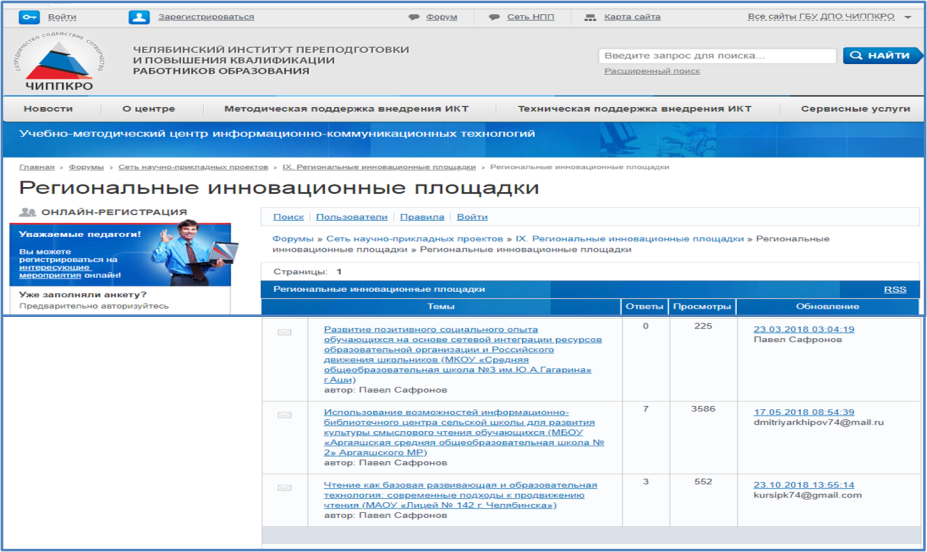 Войти
Зарегистрироваться
Форум
Сеть НПП
Карта сайта
Все сайты ГБУ ДПО ЧИППКРО
СОТРУДНИЧЕСТВО СОДЕЙСТВИЕ СОТВОРЧЕСТВО
ЧИППКРО
ЧЕЛЯБИНСКИЙ ИНСТИТУТ ПЕРЕПОДГОТОВКИ
И ПОВЫШЕНИЯ КВАЛИФИКАЦИИ
РАБОТНИКОВ ОБРАЗОВАНИЯ
Введите запрос для поиска...
НАЙТИ
Расширенный поиск
Новости
О центре
Методическая поддержка внедрения ИКТ
Техническая поддержка внедрения ИКТ
Сервисные услуги
Учебно-методический центр информационно-коммуникационных технологий
Главная » Форумы » Сеть научно-прикладных проектов » IX. Региональные инновационные площадки » Региональные инновационные площадки
Региональные инновационные площадки
ОНЛАЙН-РЕГИСТРАЦИЯ
Уважаемые педагоги!
Вы можете
регистрироваться на
интересующие
мероприятия онлайн!
Уже заполняли анкету?
Предварительно авторизуйтесь
Поиск | Пользователи | Правила | Войти
Форумы » Сеть научно-прикладных проектов » IX. Региональные инновационные площадки » Региональные
инновационные площадки » Региональные инновационные площадки
Страницы: 1
Региональные инновационные площадки RSS
Темы Ответы Просмотры Обновление
Развитие позитивного социального опыта
обучающихся на основе сетевой интеграции ресурсов
образовательной организации и Российского
движения школьников (МКОУ «Средняя
общеобразовательная школа №3 им.Ю.А.Гагарина»
г.Аши)
автор: Павел Сафронов
0
225
23.03.2018 03:04:19
Павел Сафронов
Использование возможностей информационно-
библиотечного центра сельской школы для развития
культуры смыслового чтения обучающихся (МБОУ
«Аргаяшская средняя общеобразовательная школа №
2» Аргаяшского МР)
автор: Павел Сафронов
7
3586
17.05.2018 08:54:39
dmitriyarkhipov74@mail.ru
Чтение как базовая развивающая и образовательная
технология: современные подходы к продвижению
чтения (МАОУ «Лицей № 142 г. Челябинска»)
автор: Павел Сафронов
3
552
23.10.2018 13:55:14
kursipk74@gmail.com